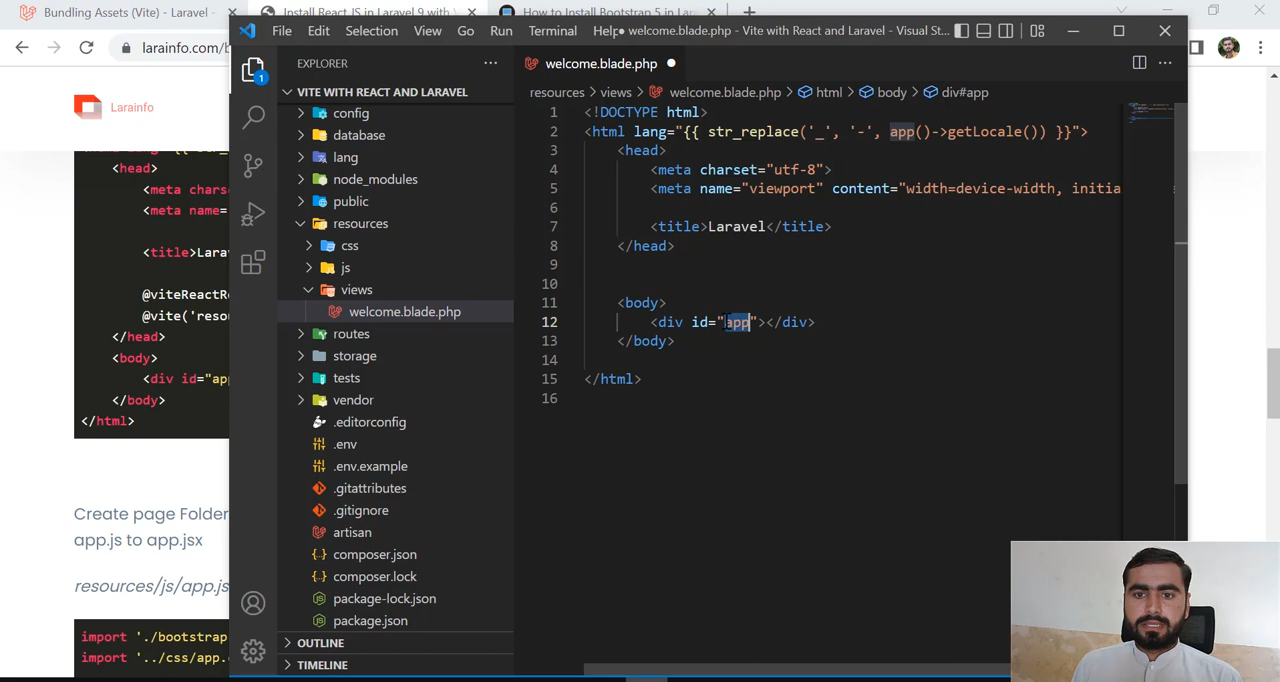 Bundling Assets (Vite) - Laravel -
Install React JS in Laravel 9 with V
How to Install Bootstrap 5 in Lar
larainfo.com/b
Larainfo
<head>
<meta chars
<meta name=
<title>Lara
@viteReactRe
@vite('resou
</head>
<body>
<div id="ap
</body>
</html>
Create page Folder
app.js to app.jsx
resources/js/app.js
import './bootstrap
import '../css/app.
File Edit Selection View Go Run Terminal Help
welcome.blade.php - Vite with React and Laravel - Visual St...
EXPLORER
VITE WITH REACT AND LARAVEL
config
database
lang
node_modules
public
resources
css
js
views
welcome.blade.php
routes
storage
tests
vendor
.editorconfig
.env
.env.example
.gitattributes
.gitignore
artisan
composer.json
composer.lock
package-lock.json
package.json
OUTLINE
TIMELINE
1
welcome.blade.php
resources > views > welcome.blade.php > html > body > div#app
1 <!DOCTYPE html>
2 <html lang="{{ str_replace('_', '-', app()->getLocale()) }}">
3 <head>
4 <meta charset="utf-8">
5 <meta name="viewport" content="width=device-width, initia
6
7 <title>Laravel</title>
8 </head>
9
10
11 <body>
12 <div id="app"></div>
13 </body>
14
15 </html>
16